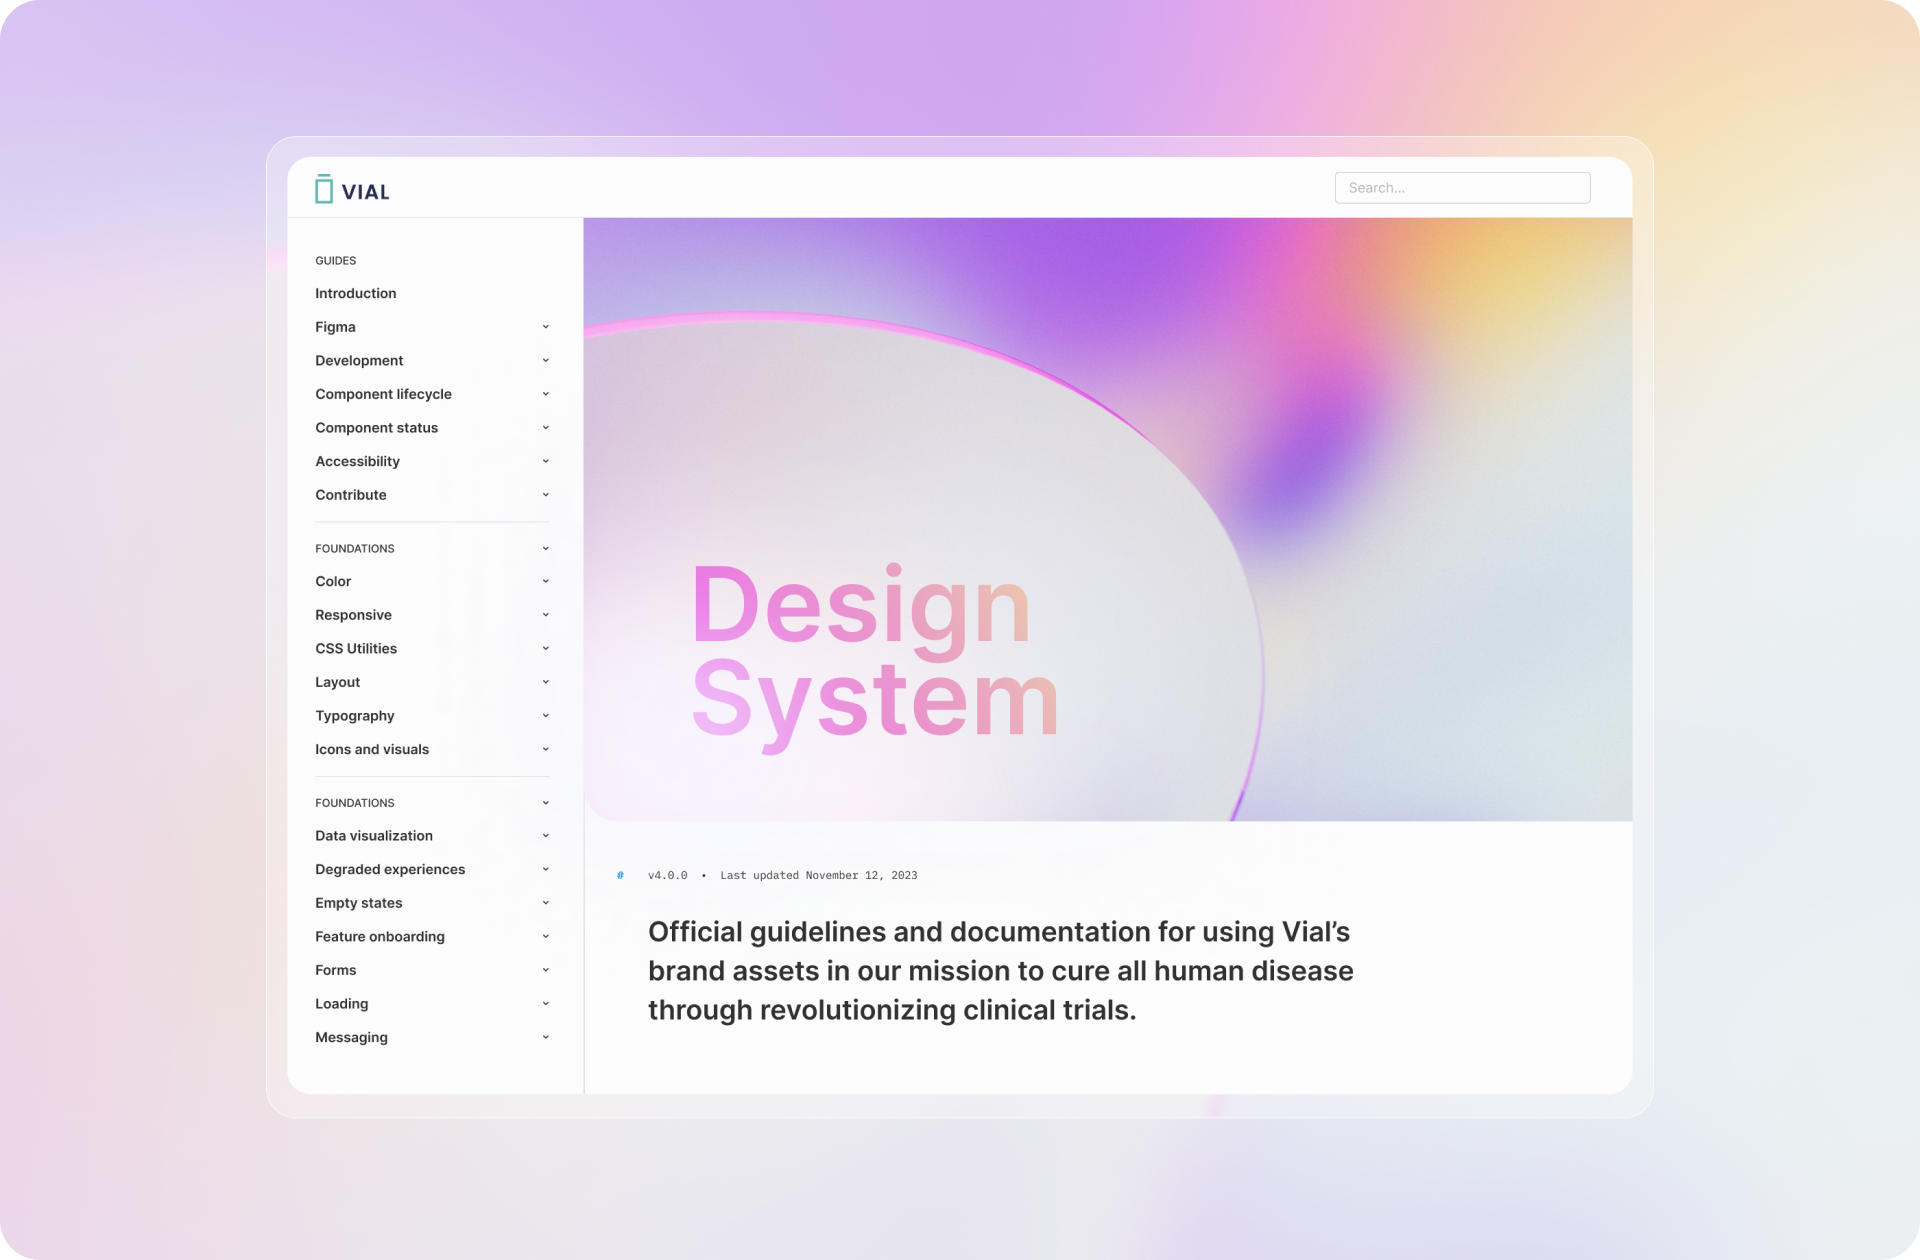 VIAL
Search...
GUIDES
Introduction
Figma
Development
Component lifecycle
Component status
Accessibility
Contribute
FOUNDATIONS
Color
Responsive
CSS Utilities
Layout
Typography
Icons and visuals
FOUNDATIONS
Data visualization
Degraded experiences
Empty states
Feature onboarding
Forms
Loading
Messaging
Design
System
# v4.0.0 • Last updated November 12, 2023
Official guidelines and documentation for using Vial’s
brand assets in our mission to cure all human disease
through revolutionizing clinical trials.